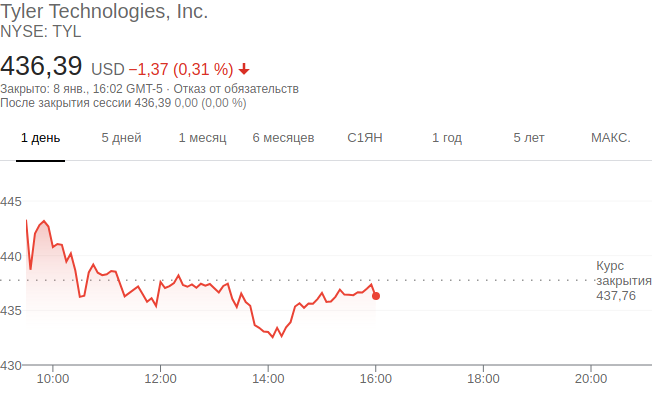 Tyler Technologies, Inc.
NYSE: TYL
436,39 USD −1,37 (0,31 %)
Закрыто: 8 янв., 16:02 GMT-5 · Отказ от обязательств
После закрытия сессии 436,39 0,00 (0,00 %)
1 день 5 дней 1 месяц 6 месяцев С1ЯН 1 год 5 лет МАКС.
445
440
Курс
закрытия
437,76
435
430
10:00 12:00 14:00 16:00 18:00 20:00